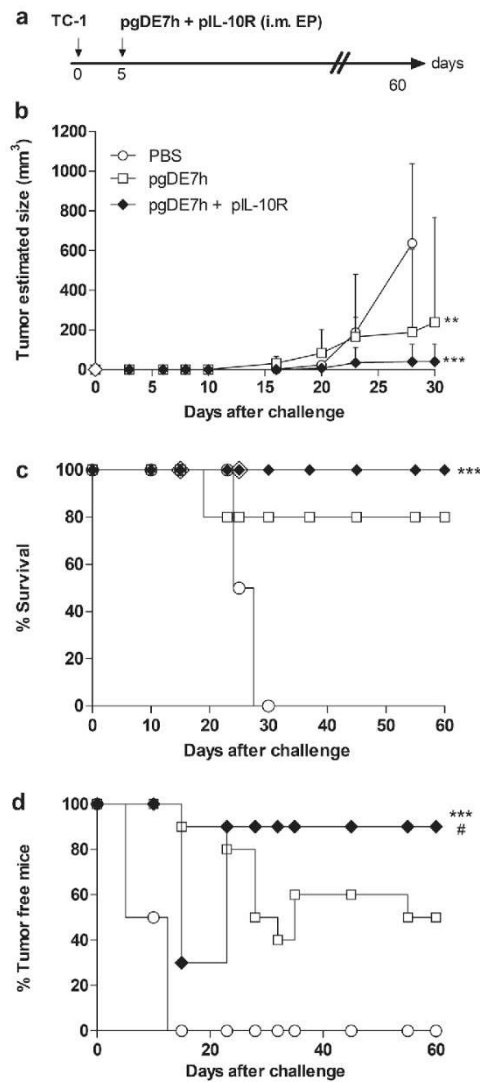 a
TC-1 pgDE7h + pIL-10R (i.m. EP)
0 5 60 days
b
Tumor estimated size (mm³)
1200
1000
800
600
400
200
0
PBS
pgDE7h
pgDE7h + pIL-10R
**
***
0 5 10 15 20 25 30
Days after challenge
c
% Survival
100
80
60
40
20
0
***
0 10 20 30 40 50 60
Days after challenge
d
% Tumor free mice
100
80
60
40
20
0
***
#
0 20 40 60
Days after challenge